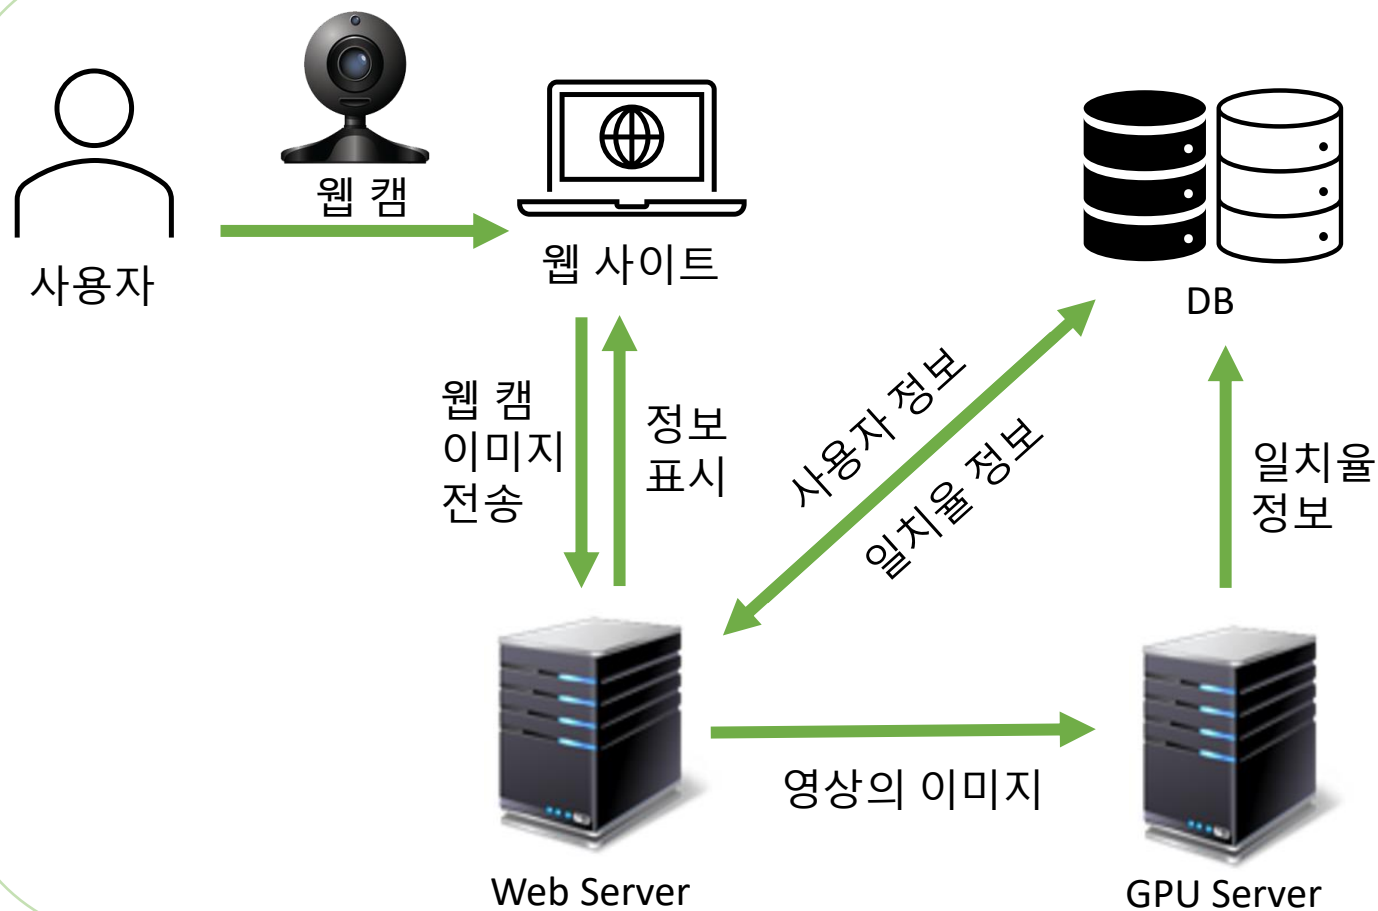 웹 캠
사용자
웹 사이트
DB
웹 캠
이미지
전송
정보
표시
사용자 정보
일치율 정보
일치율
정보
영상의 이미지
Web Server
GPU Server